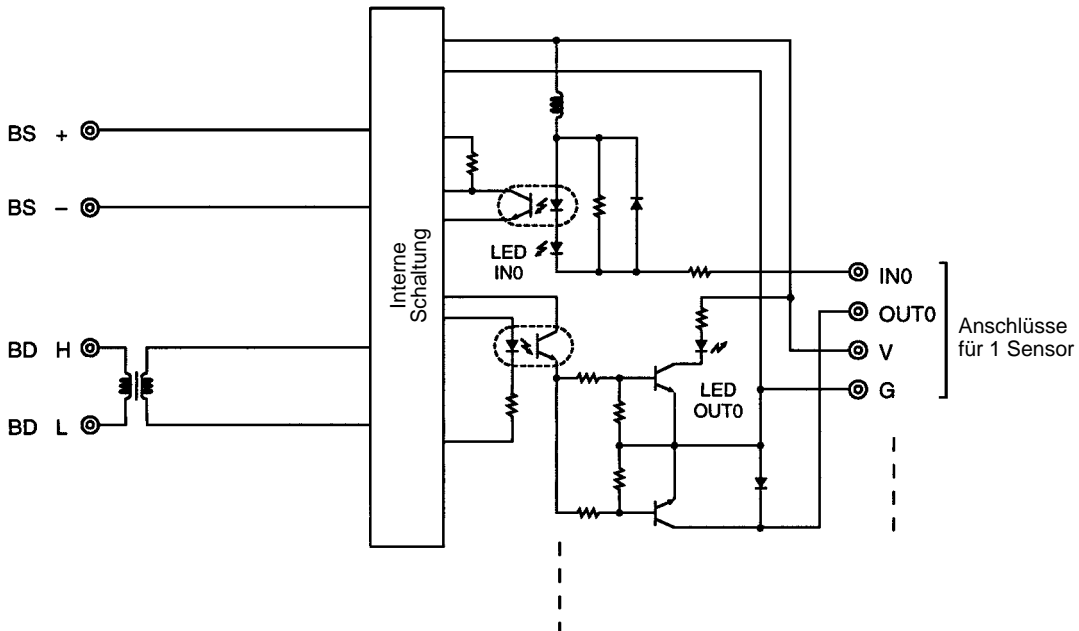 BS +
BS –
BD H
BD L
Interne
Schaltung
LED
IN0
LED
OUT0
IN0
OUT0
V
G
Anschlüsse
für 1 Sensor